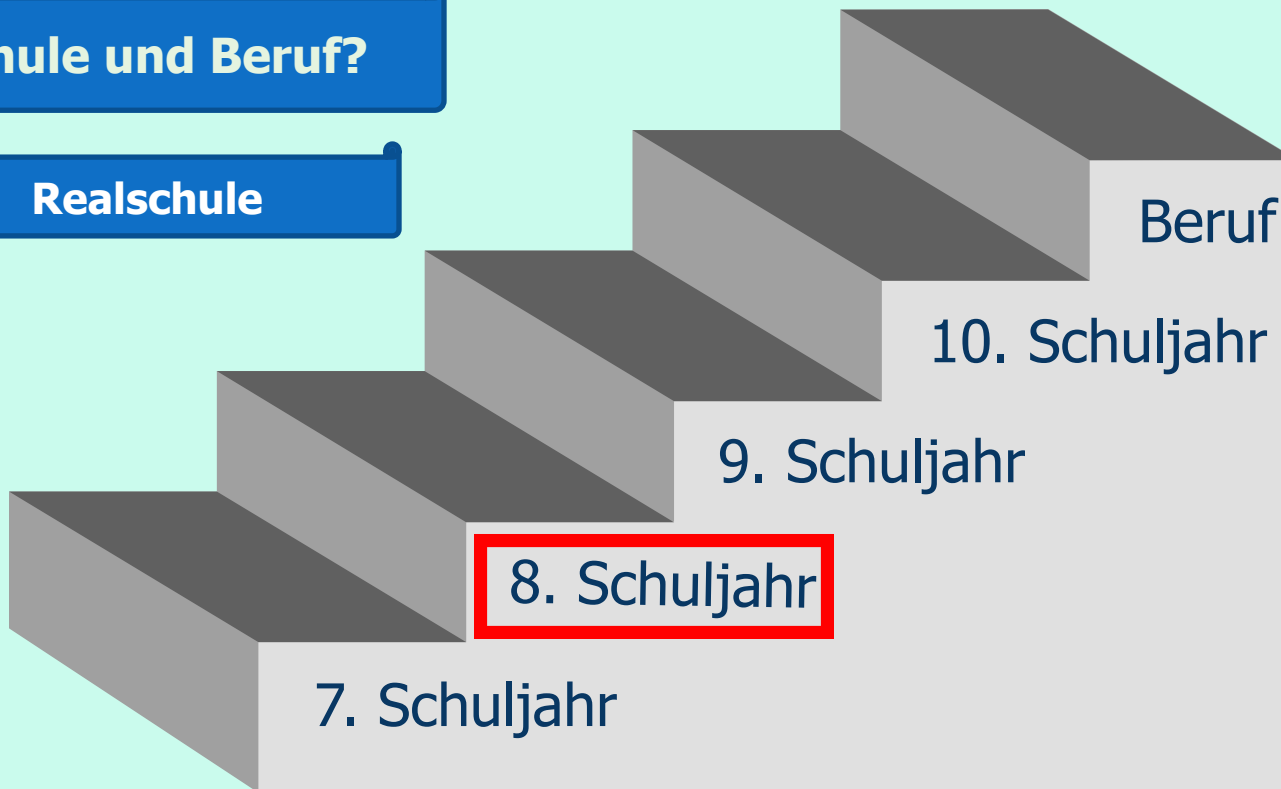 hule und Beruf?
Realschule
Beruf
10. Schuljahr
9. Schuljahr
8. Schuljahr
7. Schuljahr